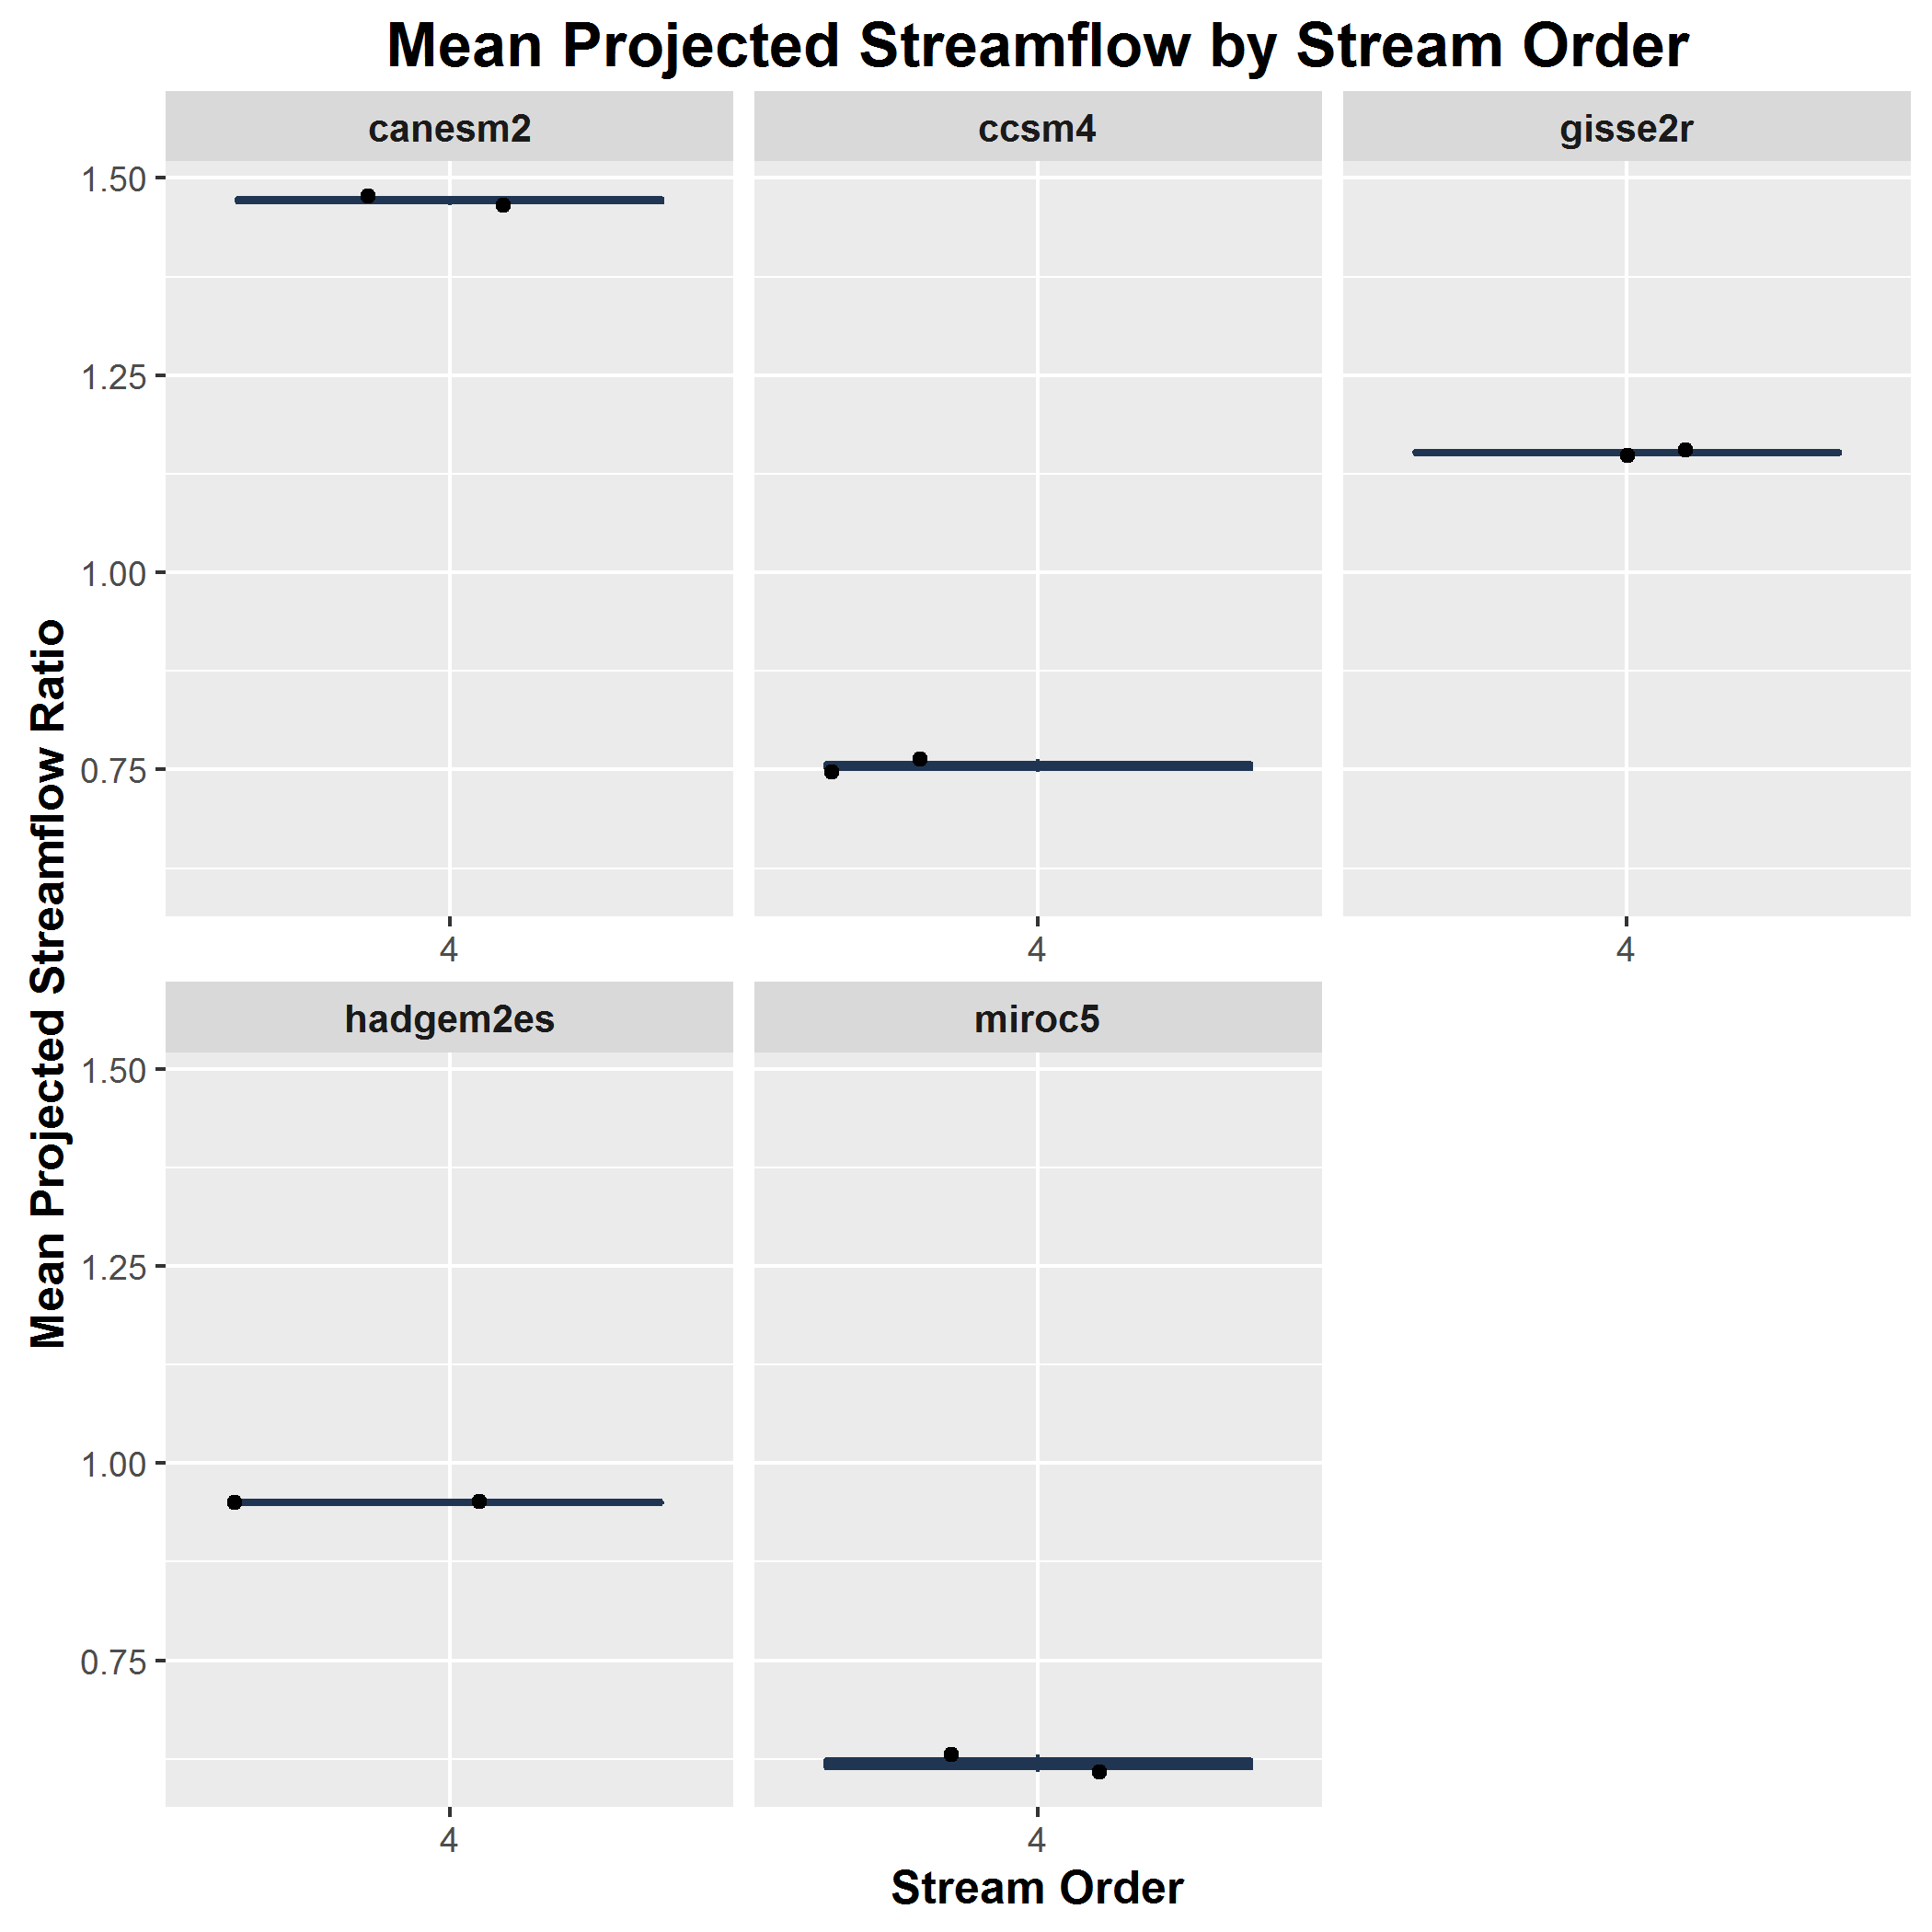 Mean Projected Streamflow by Stream Order
canesm2
ccsm4
gisse2r
1.50
1.25
1.00
0.75
4
4
4
Mean Projected Streamflow Ratio
hadgem2es
miroc5
1.50
1.25
1.00
0.75
4
4
Stream Order